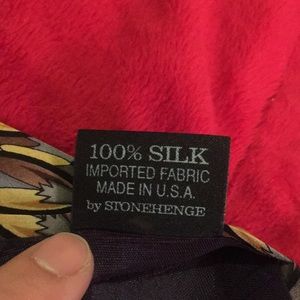 100% SILK
IMPORTED FABRIC
MADE IN U.S.A.
by STONEHENGE